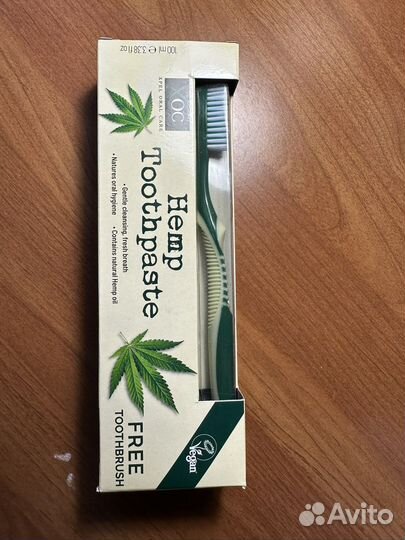 100 ml ℮ 3.38 fl oz
XOC
XPEL ORAL CARE
Hemp
Toothpaste
• Gentle cleansing, fresh breath
• Natures oral hygiene
• Contains natural Hemp oil
FREE
TOOTHBRUSH
Vegan
Avito